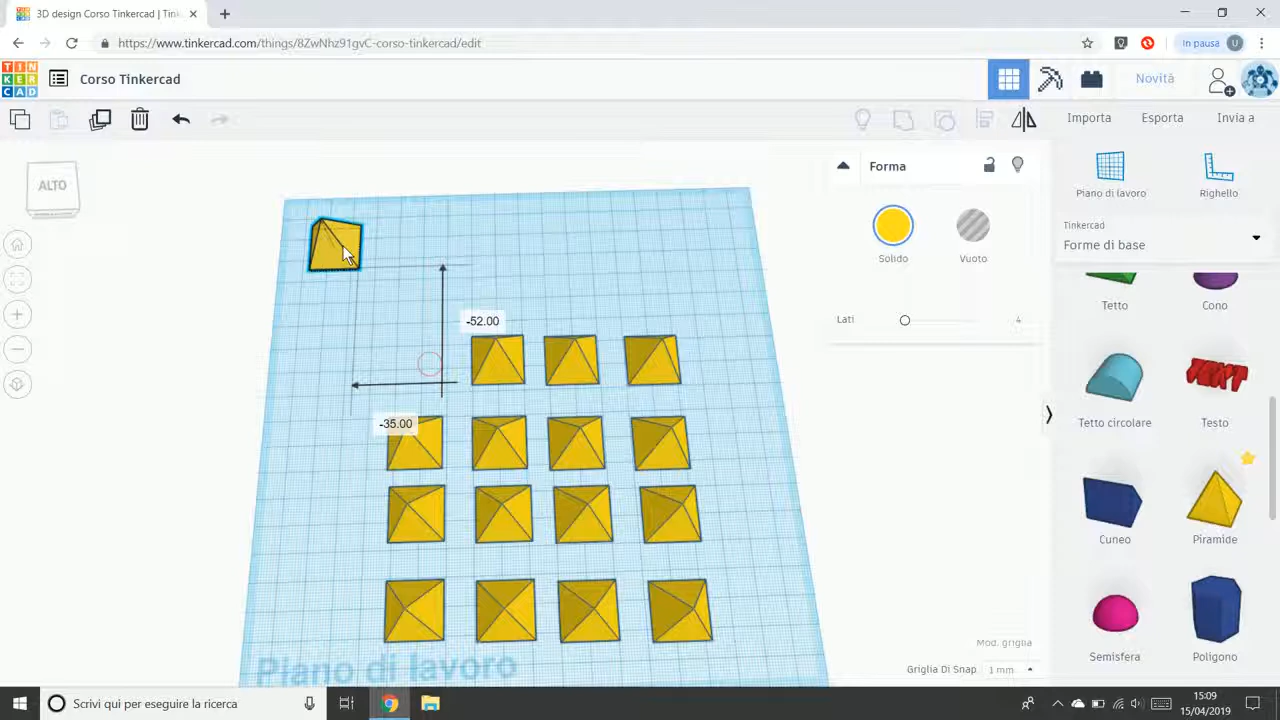 3D design Corso Tinkercad | Tink
https://www.tinkercad.com/things/8ZwNhz91gvC-corso-tinkercad/edit
In pausa
U
TIN
KER
CAD
Corso Tinkercad
Novità
Importa
Esporta
Invia a
ALTO
Forma
Solido
Vuoto
Lati
4
Piano di lavoro
Righello
Tinkercad
Forme di base
Tetto
Cono
TEXT
Tetto circolare
Testo
Cuneo
Piramide
Semisfera
Poligono
-52.00
-35.00
Piano di lavoro
Mod. griglia
Griglia Di Snap
1 mm
Scrivi qui per eseguire la ricerca
15:09
15/04/2019